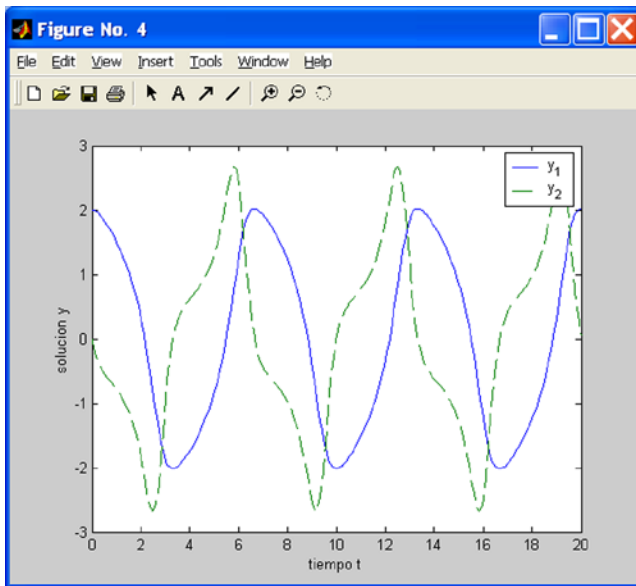 Figure No. 4
File Edit View Insert Tools Window Help
A
3
2
1
0
-1
-2
-3
solucion y
0 2 4 6 8 10 12 14 16 18 20
tiempo t
y1
y2